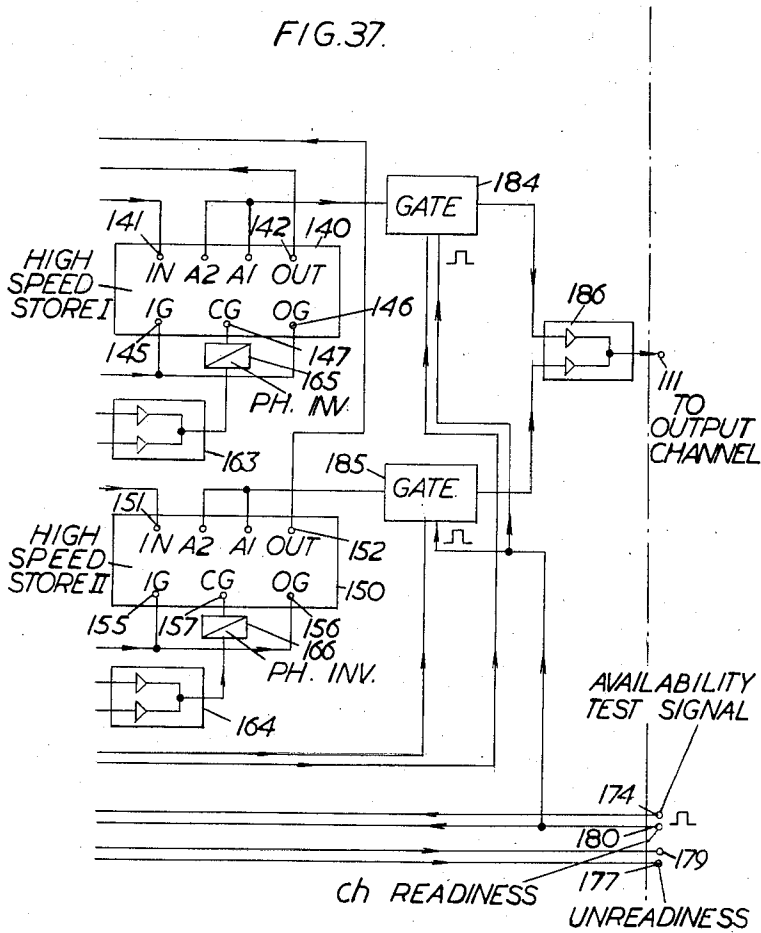 FIG.37.
184
GATE
141
142
140
HIGH
SPEED
STORE I
IN A2 A1 OUT
IG CG OG
186
146
145
147
165
PH. INV.
111
TO
OUTPUT
CHANNEL
163
185
GATE
151
HIGH
SPEED
STORE II
IN A2 A1 OUT
152
IG CG OG
150
155
157
156
166
PH. INV.
164
AVAILABILITY
TEST SIGNAL
174
180
179
ch READINESS
177
UNREADINESS